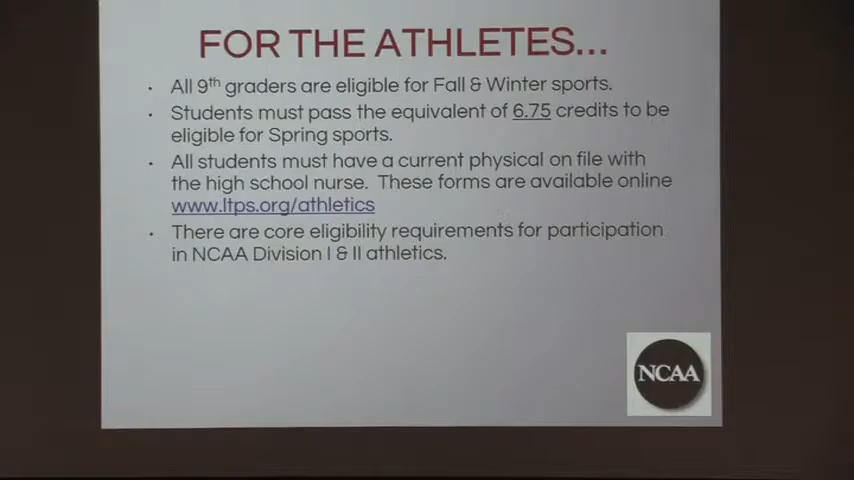 FOR THE ATHLETES...
· All 9th graders are eligible for Fall & Winter sports.
· Students must pass the equivalent of 6.75 credits to be
eligible for Spring sports.
· All students must have a current physical on file with
the high school nurse. These forms are available online
www.ltps.org/athletics
· There are core eligibility requirements for participation
in NCAA Division I & II athletics.
NCAA